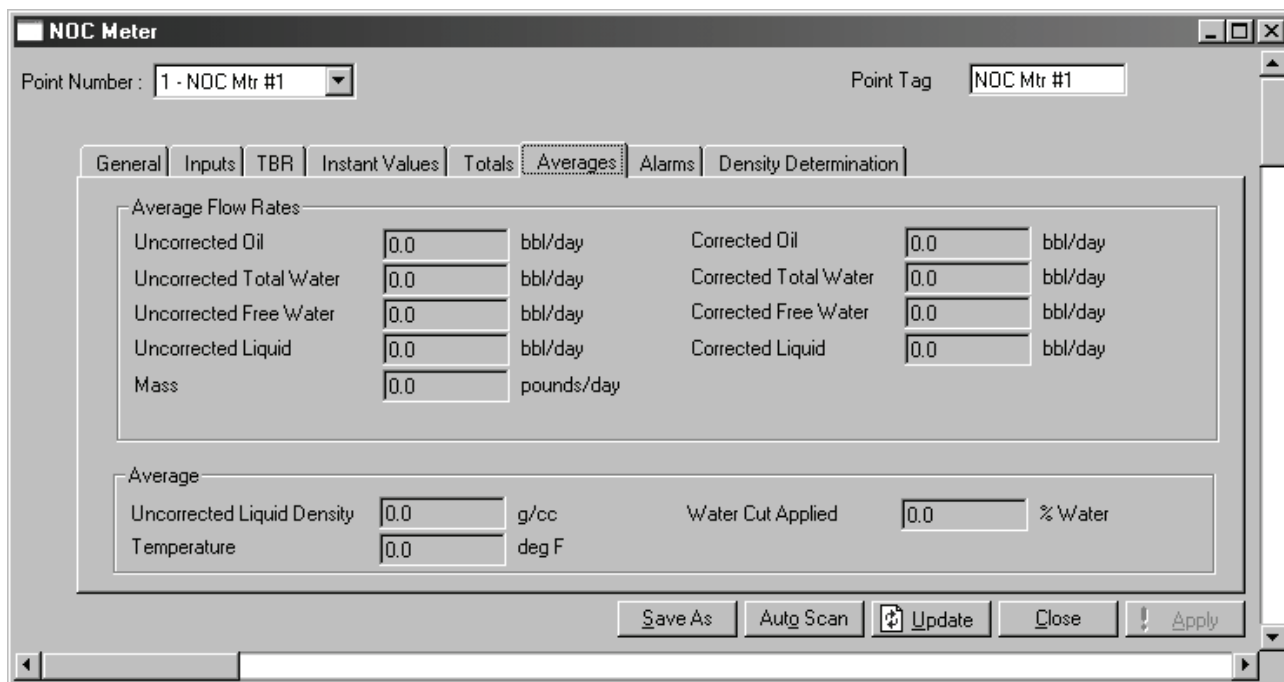 NOC Meter
Point Number : 1 - NOC Mtr #1 Point Tag NOC Mtr #1
General Inputs TBR Instant Values Totals Averages Alarms Density Determination
Average Flow Rates
Uncorrected Oil 0.0 bbl/day Corrected Oil 0.0 bbl/day
Uncorrected Total Water 0.0 bbl/day Corrected Total Water 0.0 bbl/day
Uncorrected Free Water 0.0 bbl/day Corrected Free Water 0.0 bbl/day
Uncorrected Liquid 0.0 bbl/day Corrected Liquid 0.0 bbl/day
Mass 0.0 pounds/day
Average
Uncorrected Liquid Density 0.0 g/cc Water Cut Applied 0.0 % Water
Temperature 0.0 deg F
Save As Auto Scan Update Close ! Apply